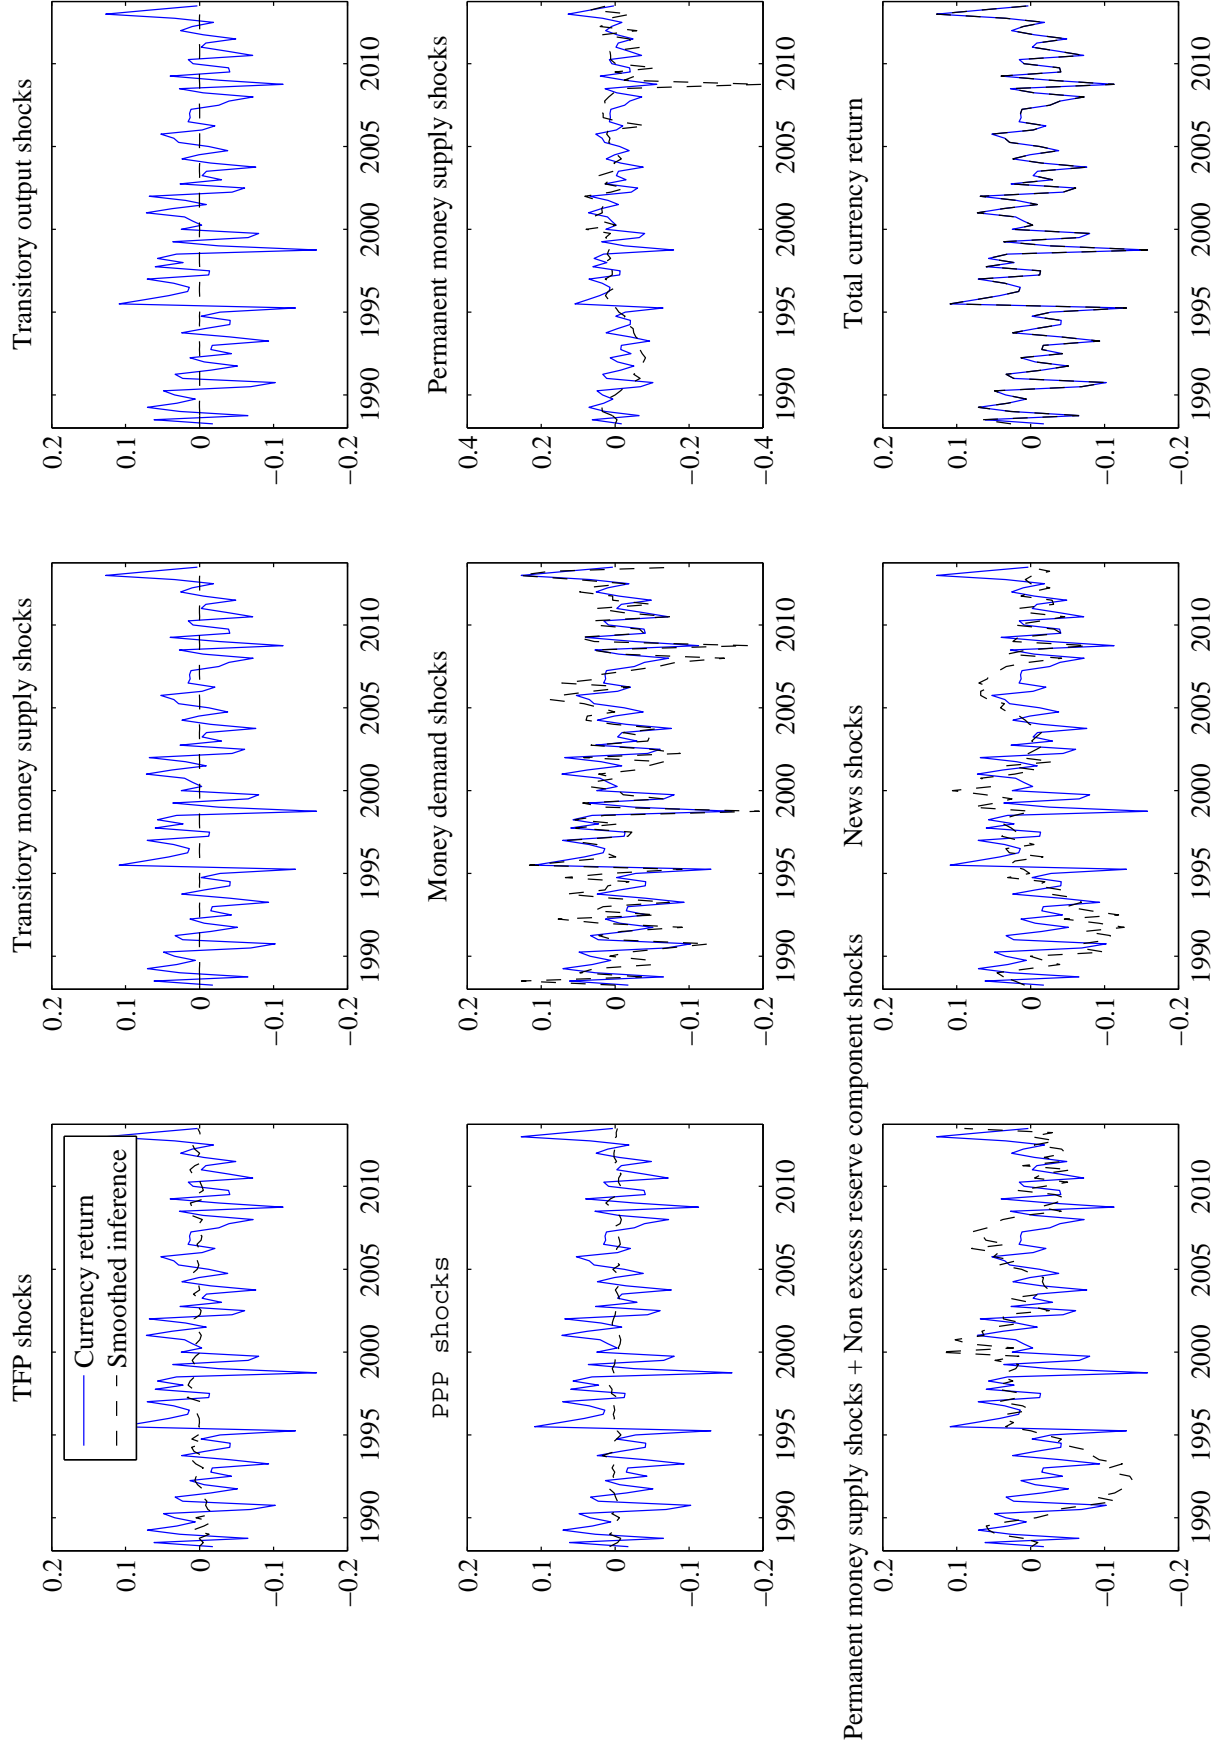 TFP shocks
0.2
0.1
0
−0.1
−0.2
1990 1995 2000 2005 2010
Currency return
Smoothed inference
Transitory money supply shocks
0.2
0.1
0
−0.1
−0.2
1990 1995 2000 2005 2010
Transitory output shocks
0.2
0.1
0
−0.1
−0.2
1990 1995 2000 2005 2010
PPP shocks
0.2
0.1
0
−0.1
−0.2
1990 1995 2000 2005 2010
Money demand shocks
0.2
0.1
0
−0.1
−0.2
1990 1995 2000 2005 2010
Permanent money supply shocks
0.4
0.2
0
−0.2
−0.4
1990 1995 2000 2005 2010
Permanent money supply shocks + Non excess reserve component shocks
0.2
0.1
0
−0.1
−0.2
1990 1995 2000 2005 2010
News shocks
0.2
0.1
0
−0.1
−0.2
1990 1995 2000 2005 2010
Total currency return
0.2
0.1
0
−0.1
−0.2
1990 1995 2000 2005 2010